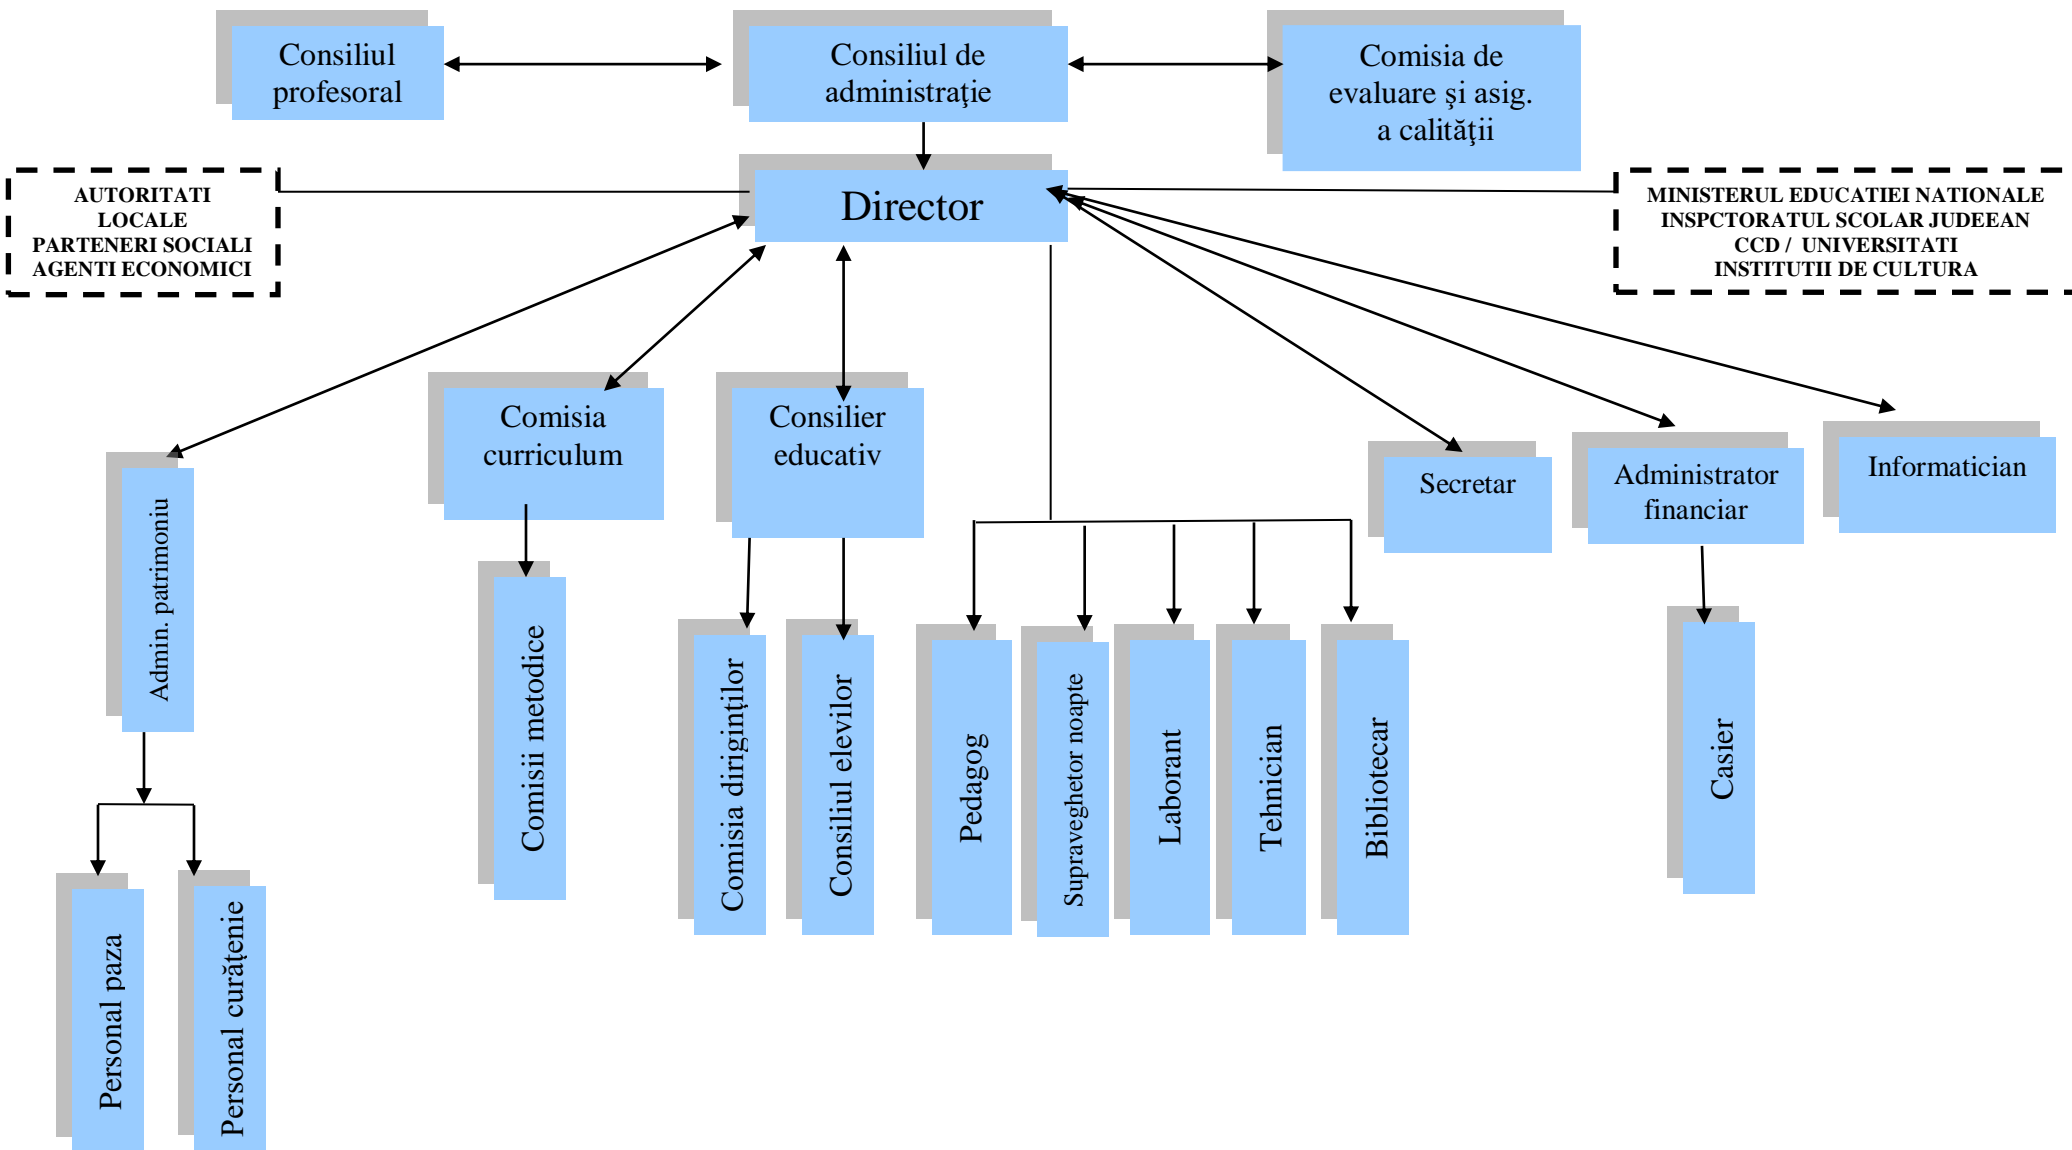 Consiliul
profesoral
Consiliul de
administraţie
Comisia de
evaluare şi asig.
a calităţii
AUTORITATI
LOCALE
PARTENERI SOCIALI
AGENTI ECONOMICI
Director
MINISTERUL EDUCATIEI NATIONALE
INSPCTORATUL SCOLAR JUDEEAN
CCD / UNIVERSITATI
INSTITUTII DE CULTURA
Admin. patrimoniu
Comisia
curriculum
Consilier
educativ
Secretar
Administrator
financiar
Informatician
Comisii metodice
Comisia diriginţilor
Consiliul elevilor
Pedagog
Supraveghetor noapte
Laborant
Tehnician
Bibliotecar
Casier
Personal paza
Personal curăţenie